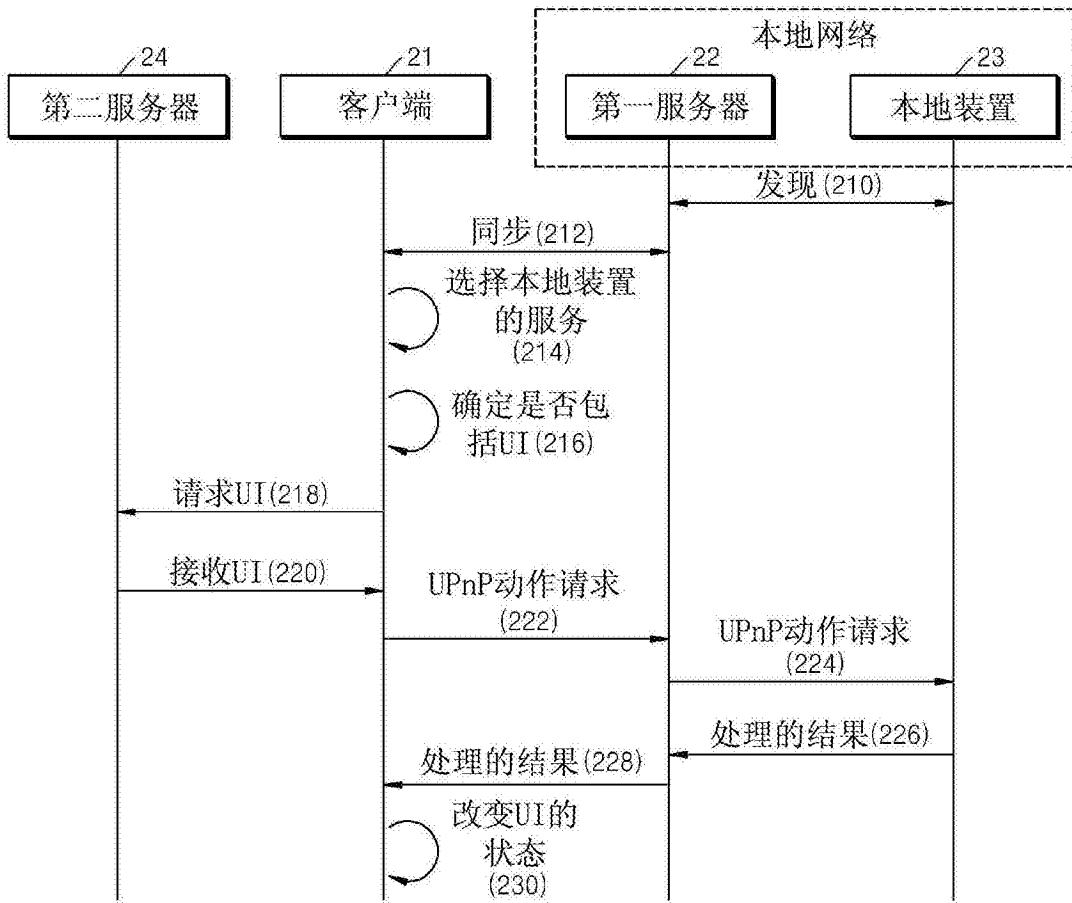 本地网络
24
21
22
23
第二服务器
客户端
第一服务器
本地装置
发现(210)
同步(212)
选择本地装置
的服务
(214)
确定是否包
括UI(216)
请求UI(218)
接收UI(220)
UPnP动作请求
(222)
UPnP动作请求
(224)
处理的结果(226)
处理的结果(228)
改变UI的
状态
(230)